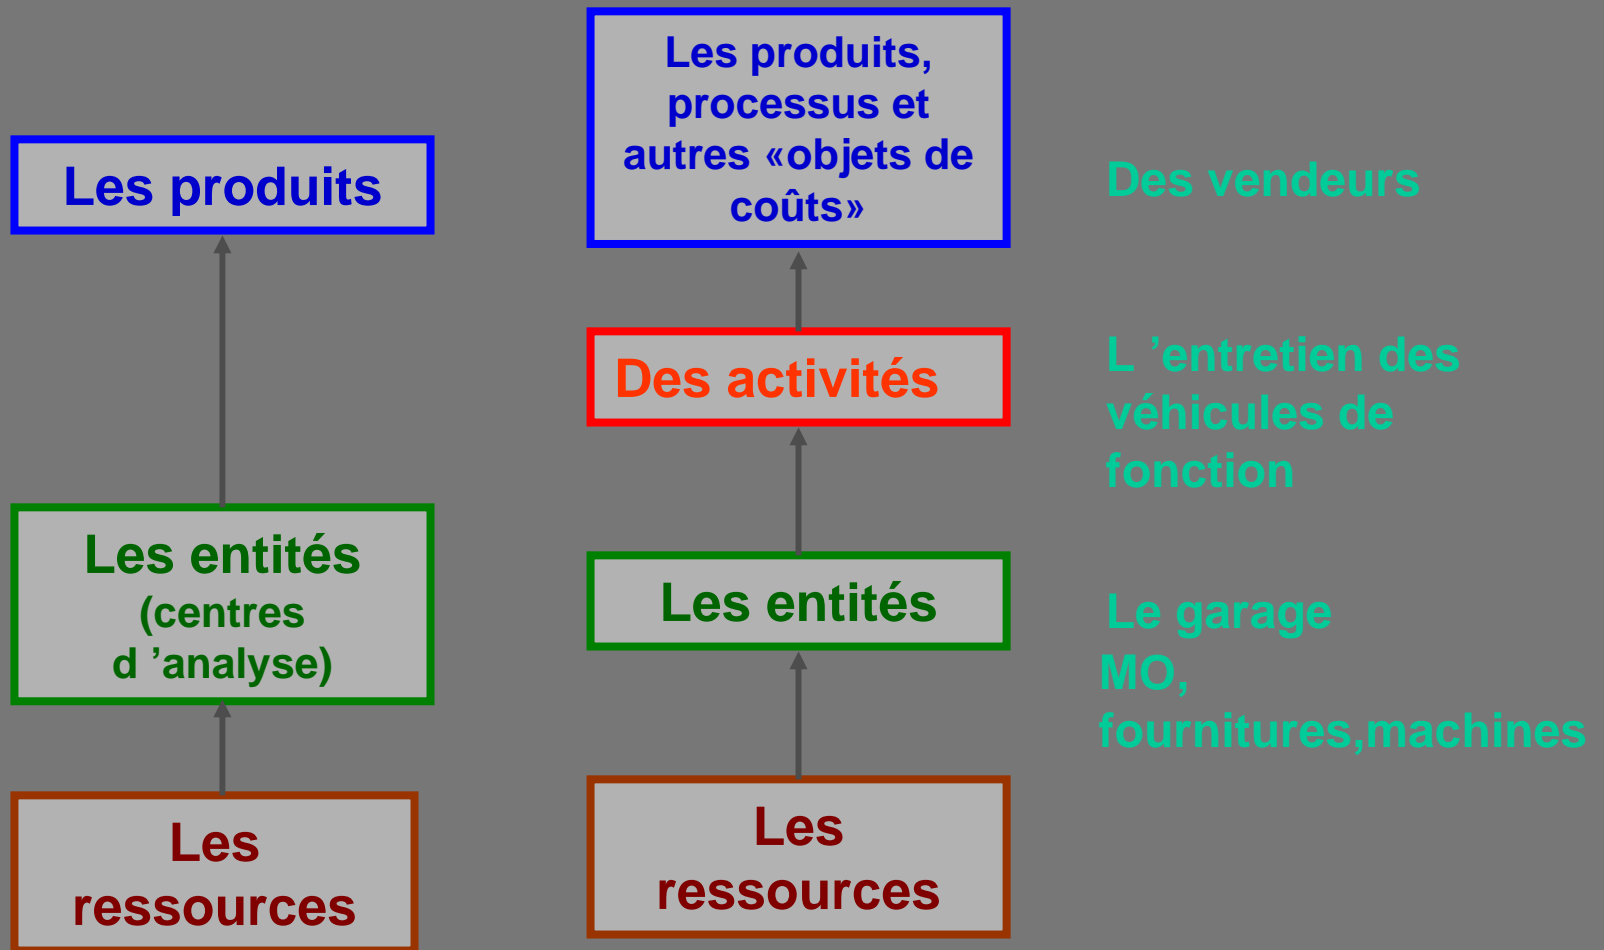 Les produits
Les entités
(centres
d ’analyse)
Les
ressources
Les produits,
processus et
autres «objets de
coûts»
Des activités
Les entités
Les
ressources
Des vendeurs
L ’entretien des
véhicules de
fonction
Le garage
MO,
fournitures,machines